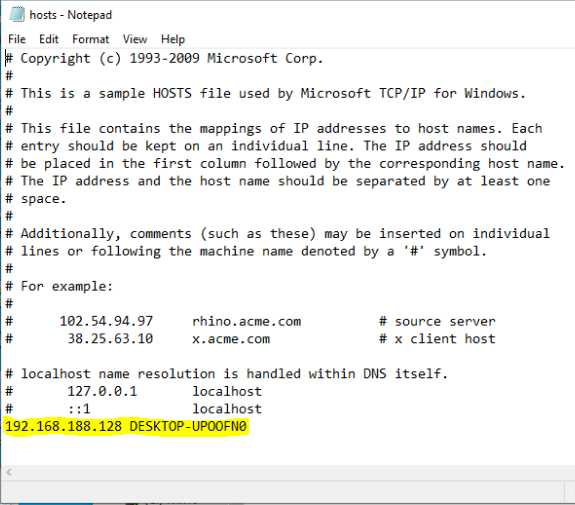 hosts - Notepad
File Edit Format View Help
# Copyright (c) 1993-2009 Microsoft Corp.
#
# This is a sample HOSTS file used by Microsoft TCP/IP for Windows.
#
# This file contains the mappings of IP addresses to host names. Each
# entry should be kept on an individual line. The IP address should
# be placed in the first column followed by the corresponding host name.
# The IP address and the host name should be separated by at least one
# space.
#
# Additionally, comments (such as these) may be inserted on individual
# lines or following the machine name denoted by a '#' symbol.
#
# For example:
#
#      102.54.94.97     rhino.acme.com          # source server
#       38.25.63.10     x.acme.com              # x client host

# localhost name resolution is handled within DNS itself.
#       127.0.0.1       localhost
#       ::1             localhost
192.168.188.128 DESKTOP-UPOOFN0